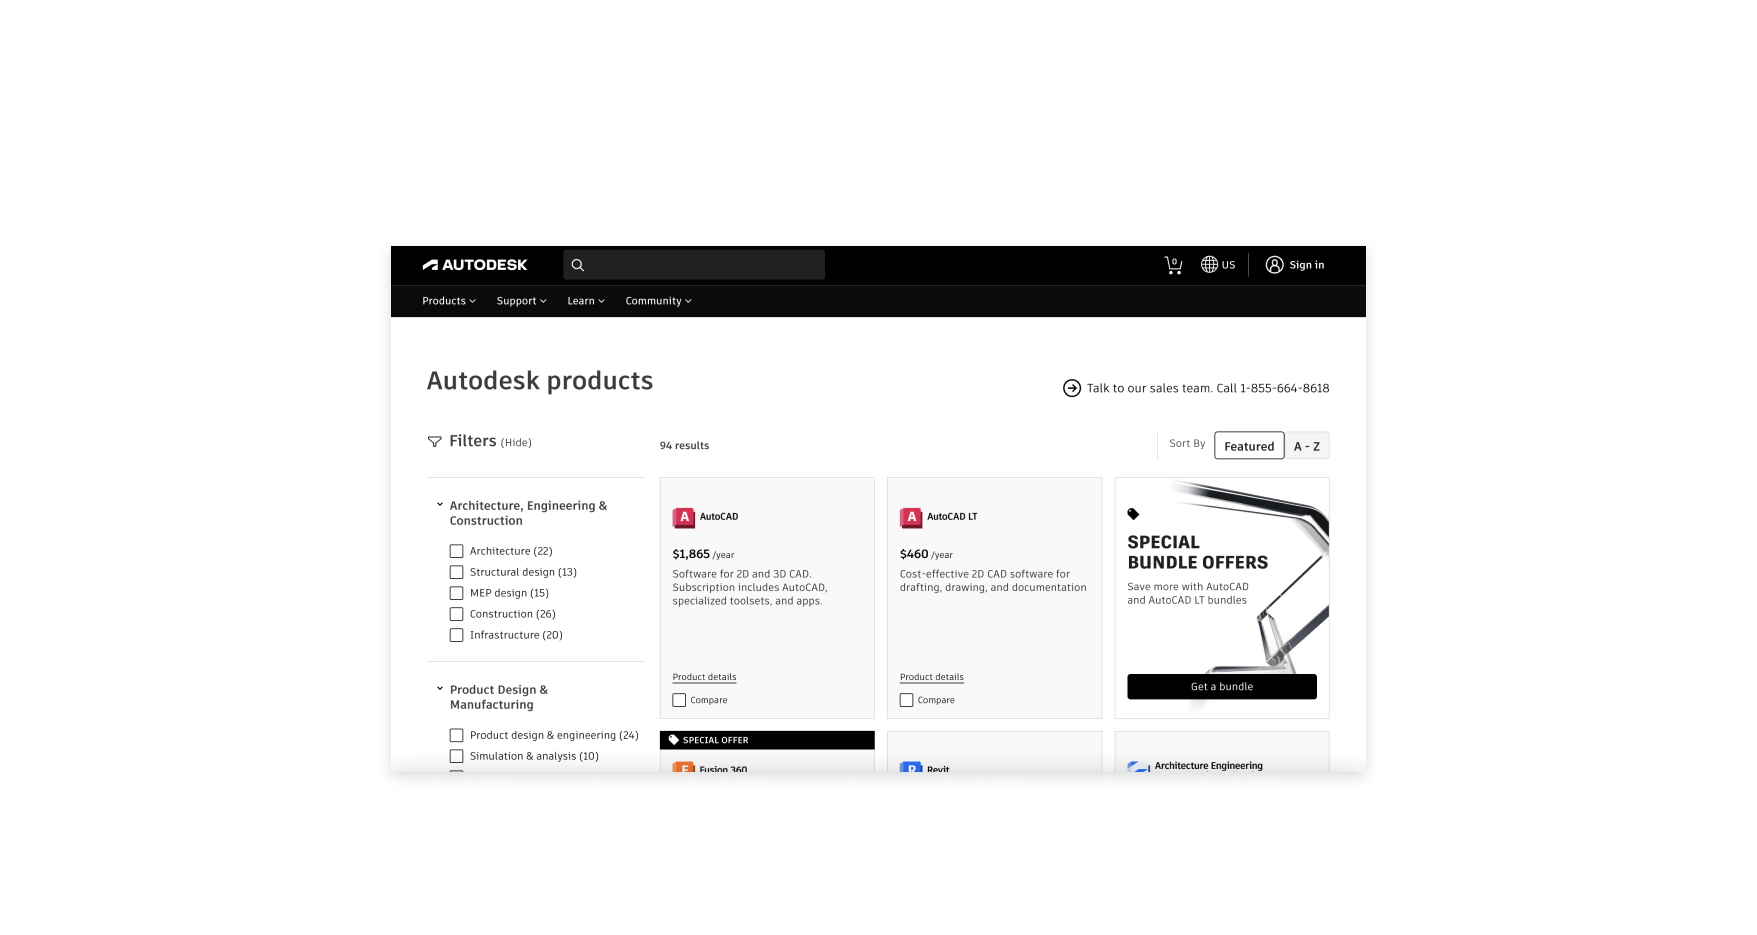 AUTODESK
0
US
Sign in
Products
Support
Learn
Community
Autodesk products
Talk to our sales team. Call 1-855-664-8618
Filters (Hide)
94 results
Sort By
Featured
A - Z
Architecture, Engineering &
Construction
Architecture (22)
Structural design (13)
MEP design (15)
Construction (26)
Infrastructure (20)
Product Design &
Manufacturing
Product design & engineering (24)
Simulation & analysis (10)
A
AutoCAD
$1,865 /year
Software for 2D and 3D CAD.
Subscription includes AutoCAD,
specialized toolsets, and apps.
Product details
Compare
A
AutoCAD LT
$460 /year
Cost-effective 2D CAD software for
drafting, drawing, and documentation
Product details
Compare
SPECIAL
BUNDLE OFFERS
Save more with AutoCAD
and AutoCAD LT bundles
Get a bundle
SPECIAL OFFER
F
Fusion 360
R
Revit
Architecture Engineering